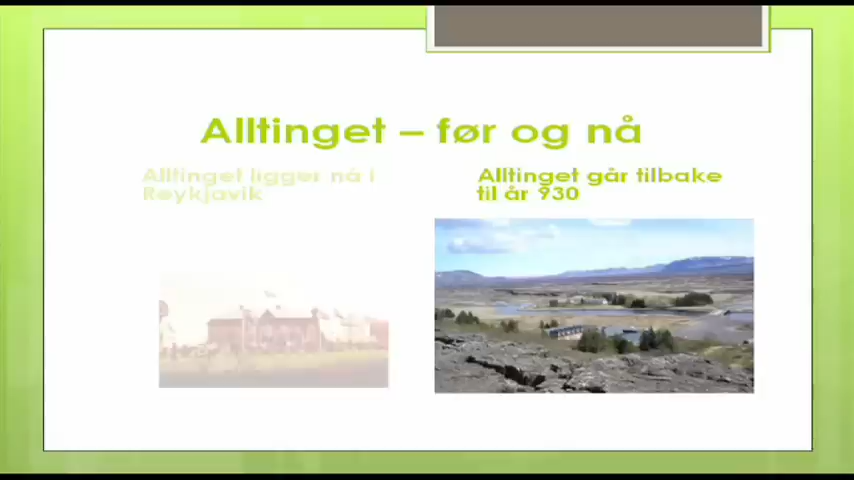 Alltinget – før og nå
Alltinget ligger nå i
Reykjavik
Alltinget går tilbake
til år 930